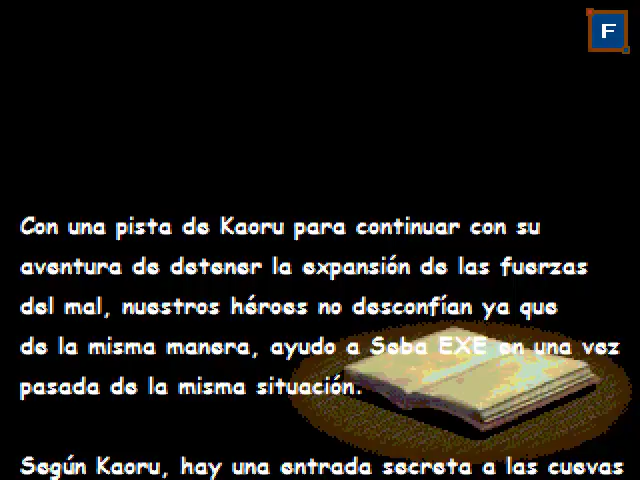 F
Con una pista de Kaoru para continuar con su
aventura de detener la expansión de las fuerzas
del mal, nuestros héroes no desconfían ya que
de la misma manera, ayudo a Seba EXE en una vez
pasada de la misma situación.
Según Kaoru, hay una entrada secreta a las cuevas